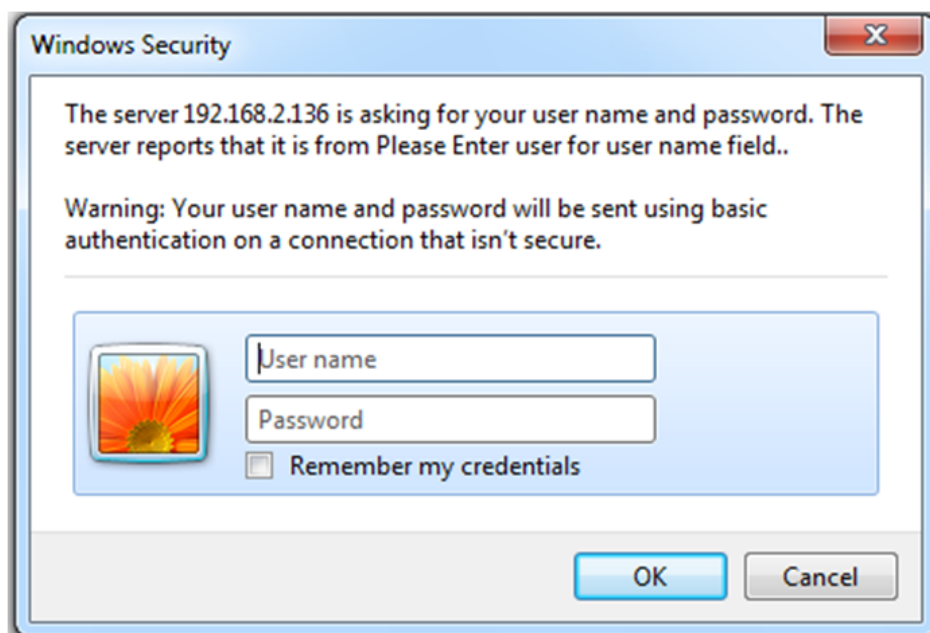 Windows Security
The server 192.168.2.136 is asking for your user name and password. The
server reports that it is from Please Enter user for user name field..
Warning: Your user name and password will be sent using basic
authentication on a connection that isn't secure.
User name
Password
Remember my credentials
OK
Cancel